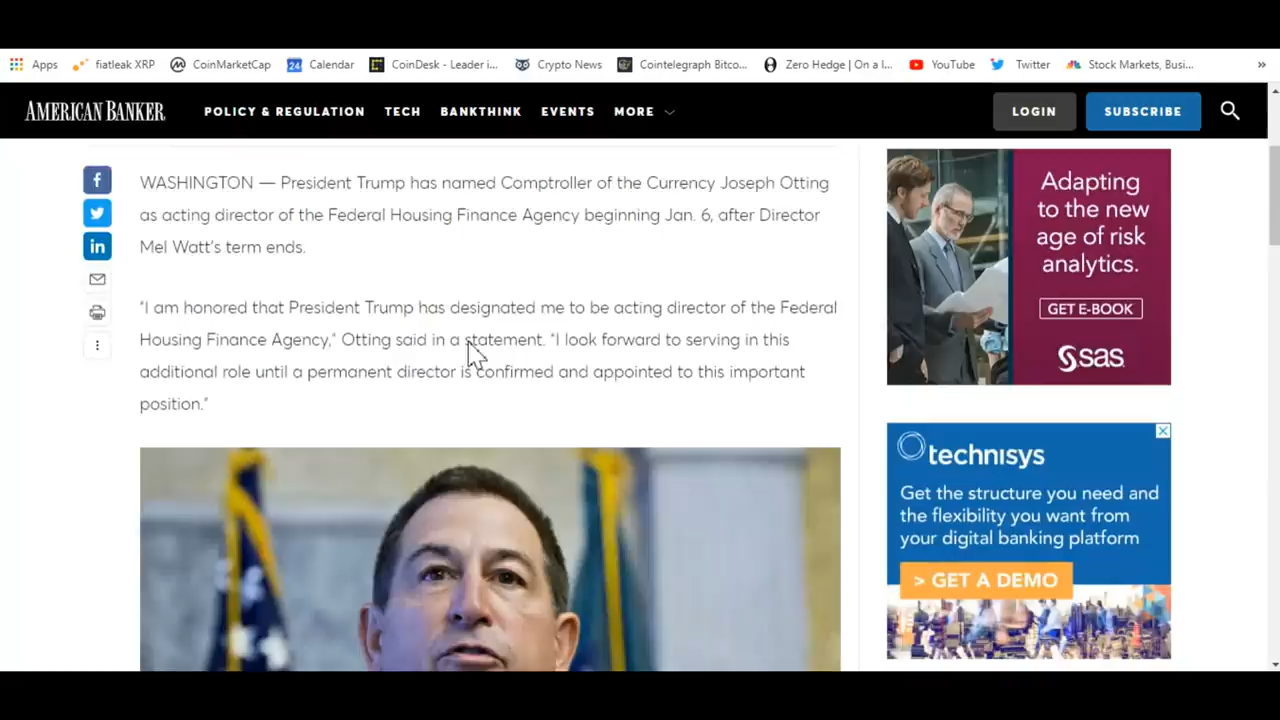 Apps fiatleak XRP CoinMarketCap 24 Calendar CoinDesk - Leader i... Crypto News Cointelegraph Bitco... Zero Hedge | On a l... YouTube Twitter Stock Markets, Busi... »
AMERICAN BANKER POLICY & REGULATION TECH BANKTHINK EVENTS MORE LOGIN SUBSCRIBE
WASHINGTON — President Trump has named Comptroller of the Currency Joseph Otting
as acting director of the Federal Housing Finance Agency beginning Jan. 6, after Director
Mel Watt's term ends.
"I am honored that President Trump has designated me to be acting director of the Federal
Housing Finance Agency," Otting said in a statement. "I look forward to serving in this
additional role until a permanent director is confirmed and appointed to this important
position."
Adapting
to the new
age of risk
analytics.
GET E-BOOK
sas
technisys
Get the structure you need and
the flexibility you want from
your digital banking platform
> GET A DEMO